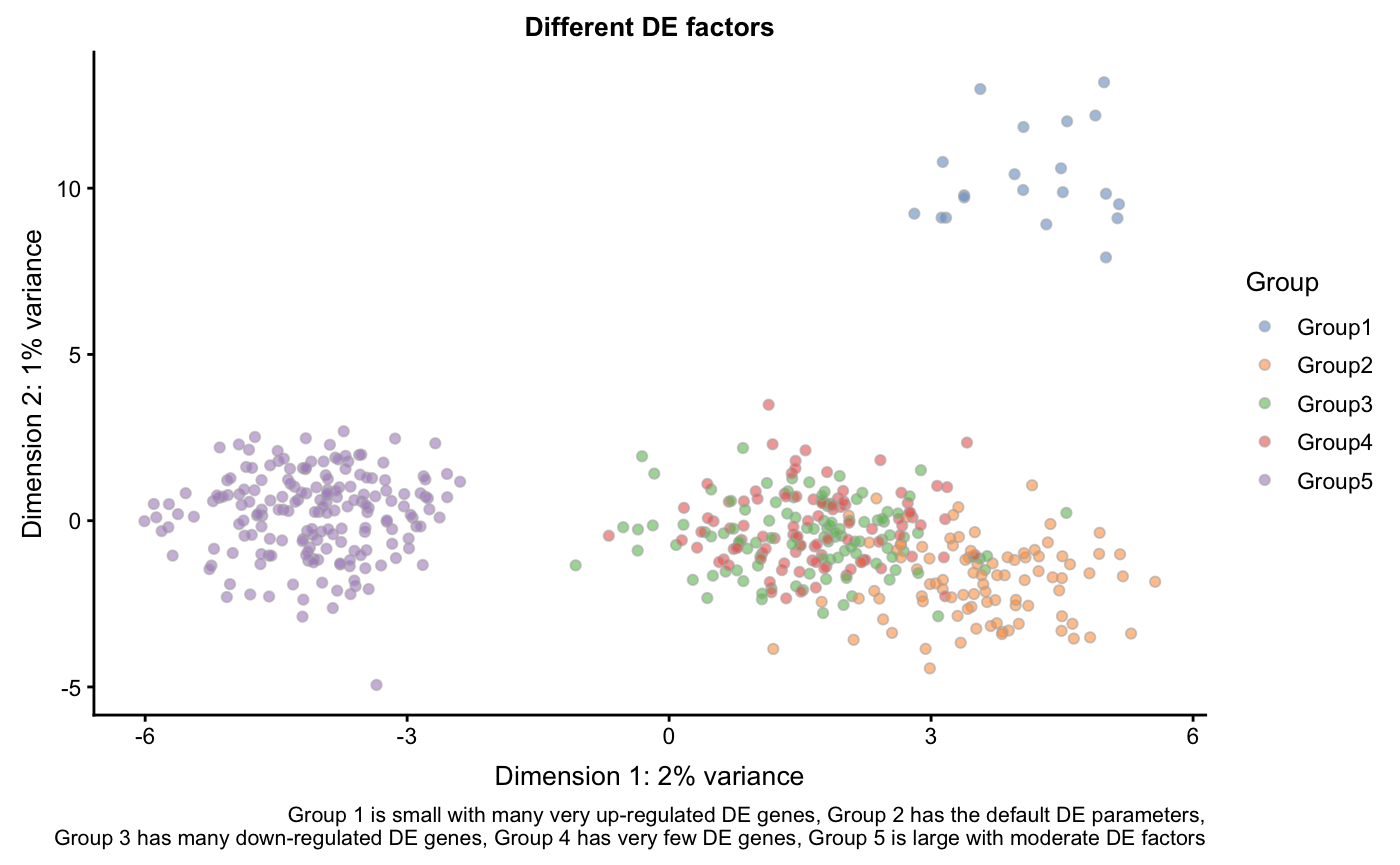 Different DE factors
Dimension 2: 1% variance
10
5
0
-5
-6
-3
0
3
6
Dimension 1: 2% variance
Group
Group1
Group2
Group3
Group4
Group5
Group 1 is small with many very up-regulated DE genes, Group 2 has the default DE parameters,
Group 3 has many down-regulated DE genes, Group 4 has very few DE genes, Group 5 is large with moderate DE factors